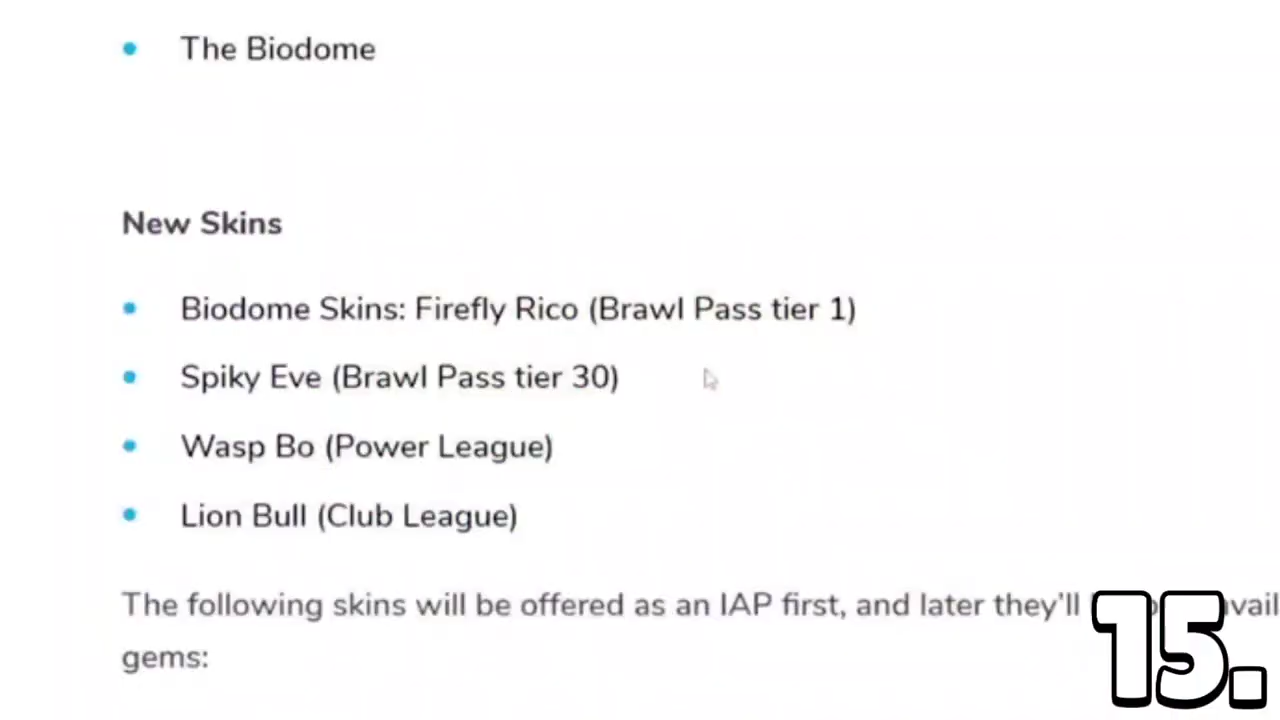 The Biodome
New Skins
Biodome Skins: Firefly Rico (Brawl Pass tier 1)
Spiky Eve (Brawl Pass tier 30)
Wasp Bo (Power League)
Lion Bull (Club League)
The following skins will be offered as an IAP first, and later they'll
gems:
15.